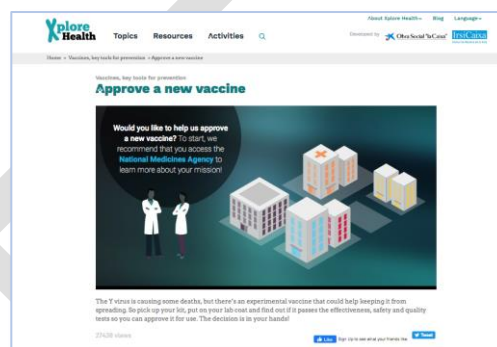 Xplore Health
Topics Resources Activities
About Xplore Health Blog Language
Developed by: Obra Social "la Caixa" IrsiCaixa
Home > Vaccines, key tools for prevention > Approve a new vaccine
Vaccines, key tools for prevention
Approve a new vaccine
Would you like to help us approve
a new vaccine? To start, we
recommend that you access the
National Medicines Agency to
learn more about your mission!
The Y virus is causing some deaths, but there's an experimental vaccine that could help keeping it from
spreading. So pick up your kit, put on your lab coat and find out if it passes the effectiveness, safety and quality
tests so you can approve it for use. The decision is in your hands!
views
Like Sign Up to see what your friends like. Tweet